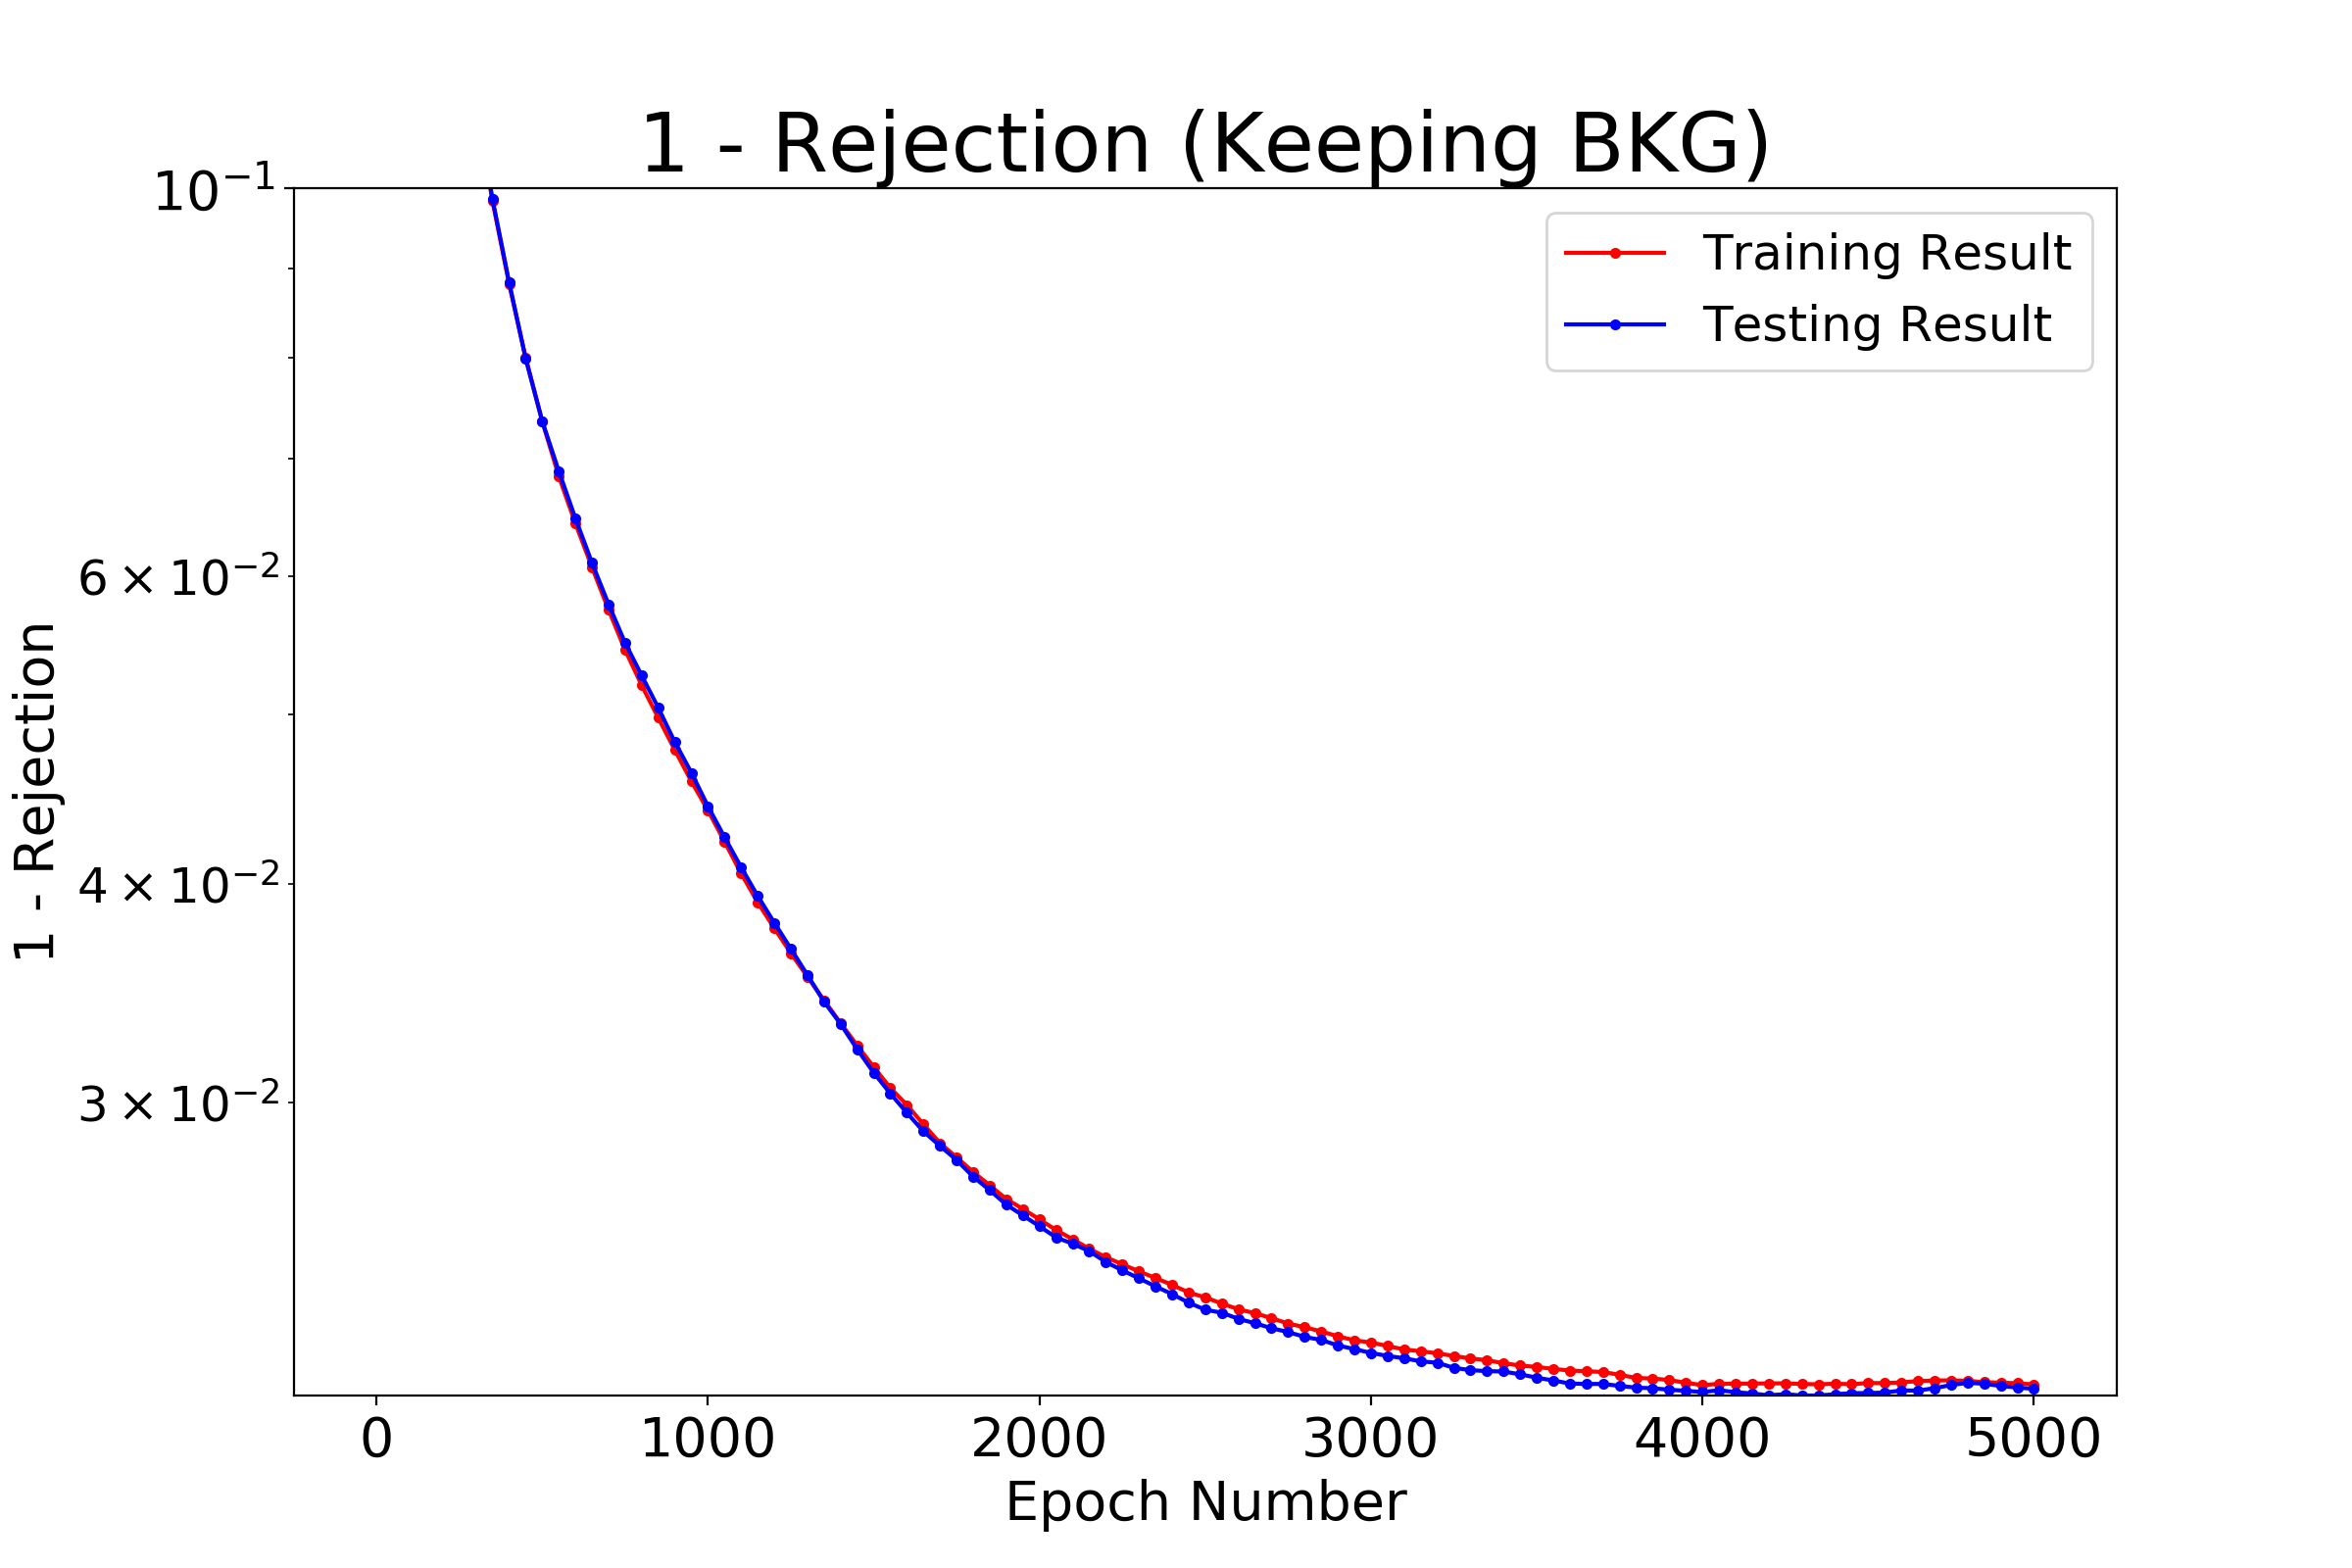 1 - Rejection (Keeping BKG)
10⁻¹
Training Result
Testing Result
6 × 10⁻²
4 × 10⁻²
3 × 10⁻²
1 - Rejection
0 1000 2000 3000 4000 5000
Epoch Number